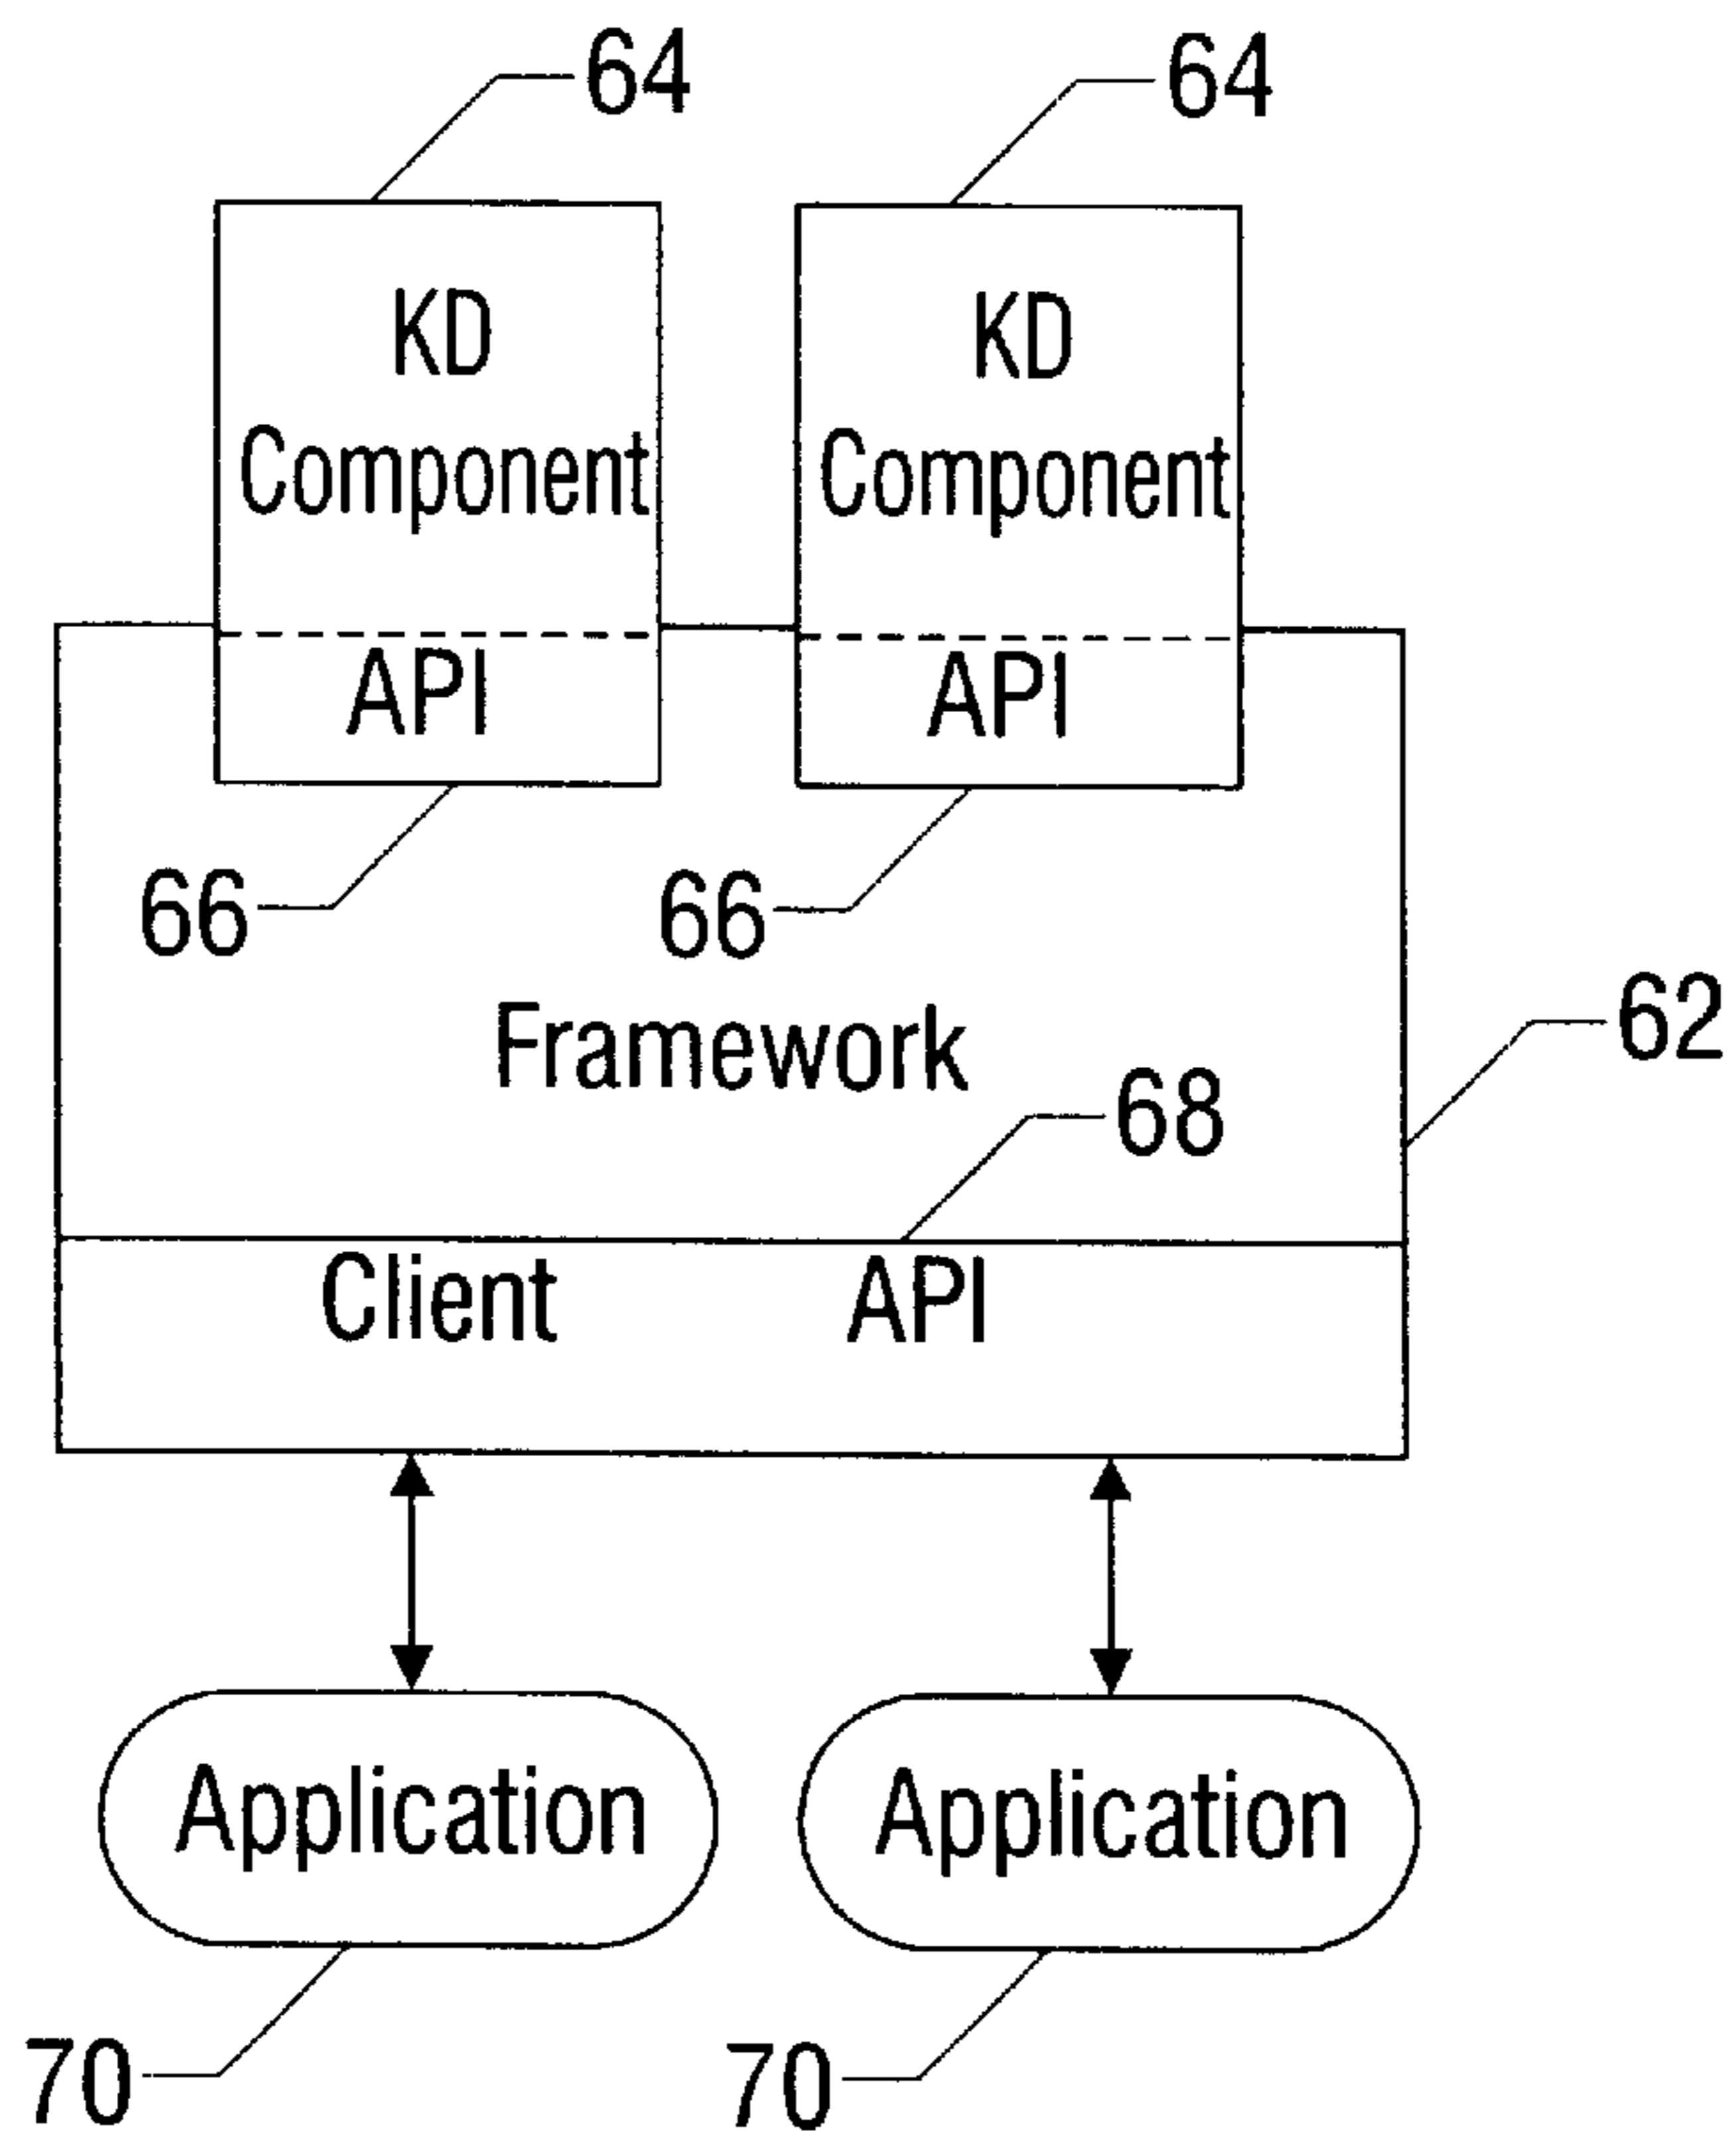 64 64
KD KD
Component Component
API API
66 66
Framework
62
68
Client API
Application Application
70 70